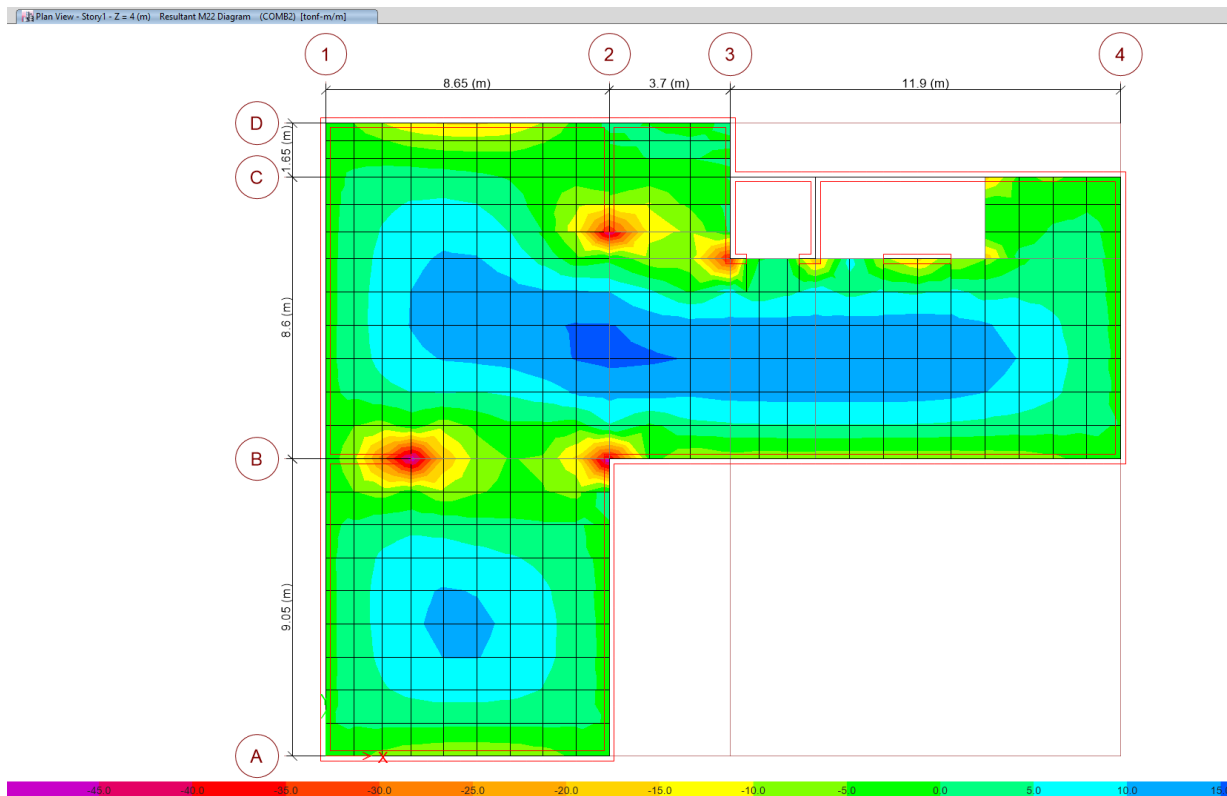 Plan View - Story1 - Z = 4 (m)   Resultant M22 Diagram    (COMB2)  [tonf-m/m]
1 2 3 4
8.65 (m) 3.7 (m) 11.9 (m)
D
1.65 (m)
C
8.6 (m)
B
9.05 (m)
A
X
-45.0 -40.0 -35.0 -30.0 -25.0 -20.0 -15.0 -10.0 -5.0 0.0 5.0 10.0